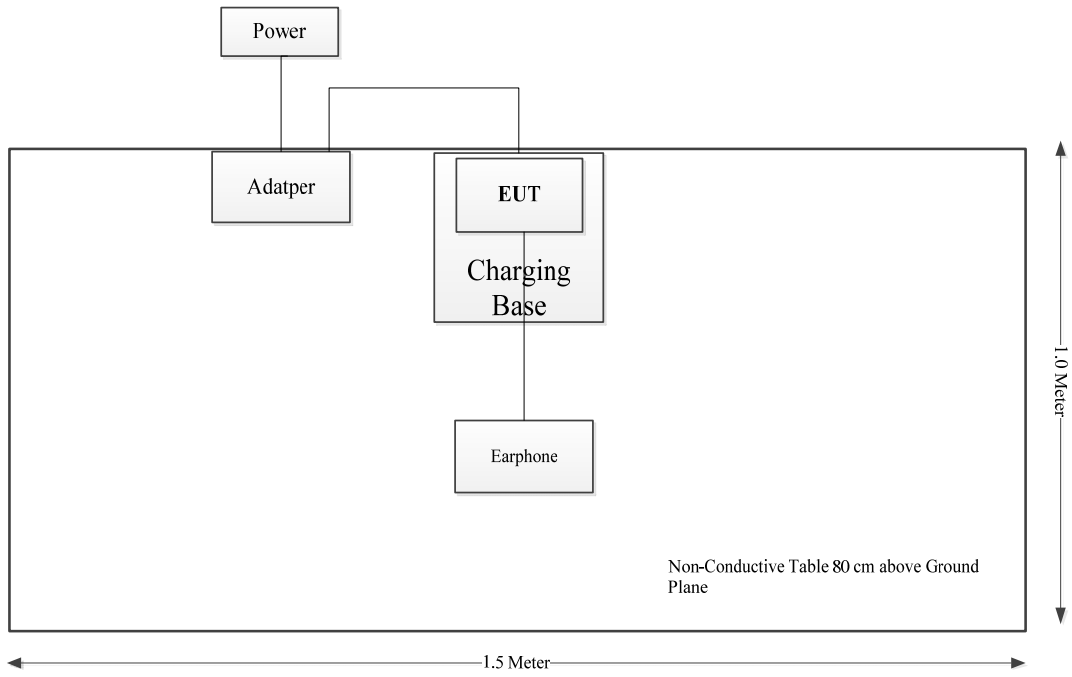 Power
Adatper
EUT
Charging
Base
Earphone
1.0 Meter
Non-Conductive Table 80 cm above Ground
Plane
1.5 Meter